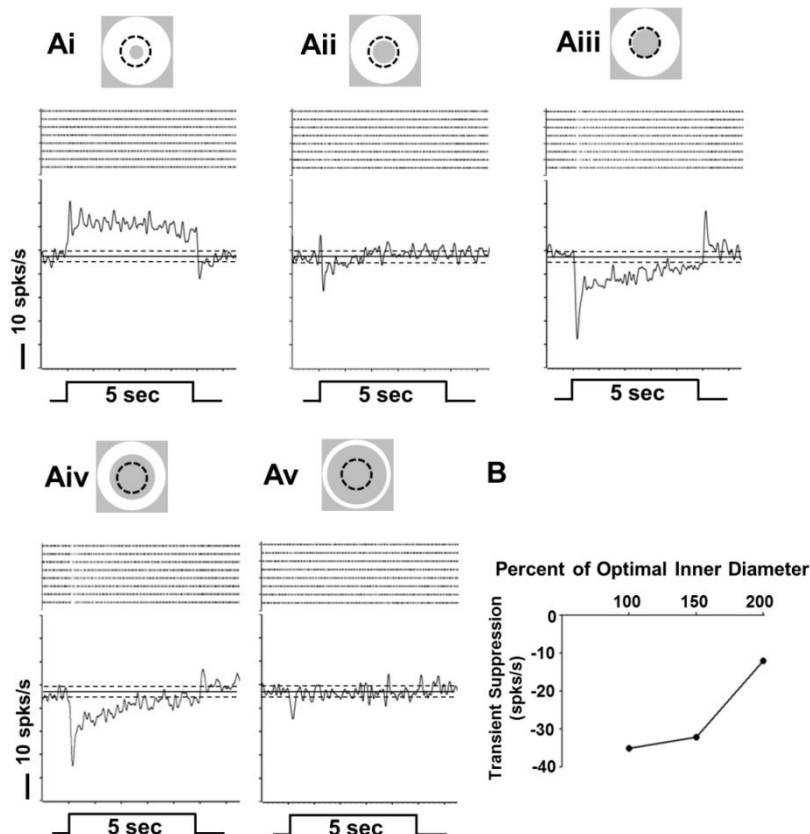 Ai
Aii
Aiii
10 spks/s
5 sec
5 sec
5 sec
Aiv
Av
B
10 spks/s
5 sec
5 sec
Percent of Optimal Inner Diameter
100 150 200
Transient Suppression
(spks/s)
0
-10
-20
-30
-40